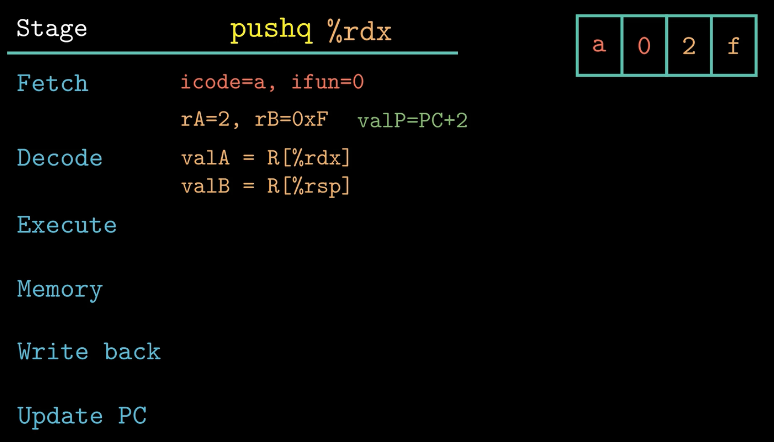 Stage pushq %rdx
a 0 2 f
Fetch icode=a, ifun=0
rA=2, rB=0xF valP=PC+2
Decode valA = R[%rdx]
valB = R[%rsp]
Execute
Memory
Write back
Update PC